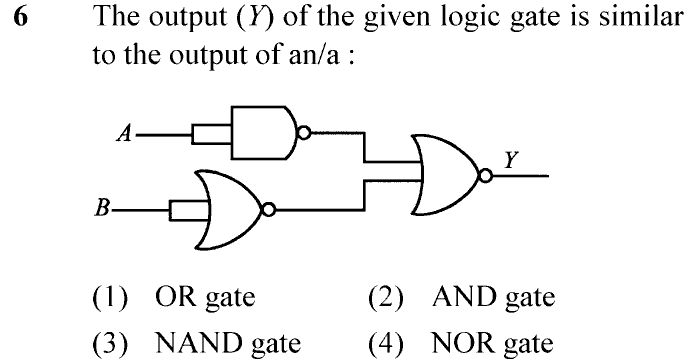 6 The output (Y) of the given logic gate is similar
to the output of an/a :
A
Y
B
(1) OR gate (2) AND gate
(3) NAND gate (4) NOR gate